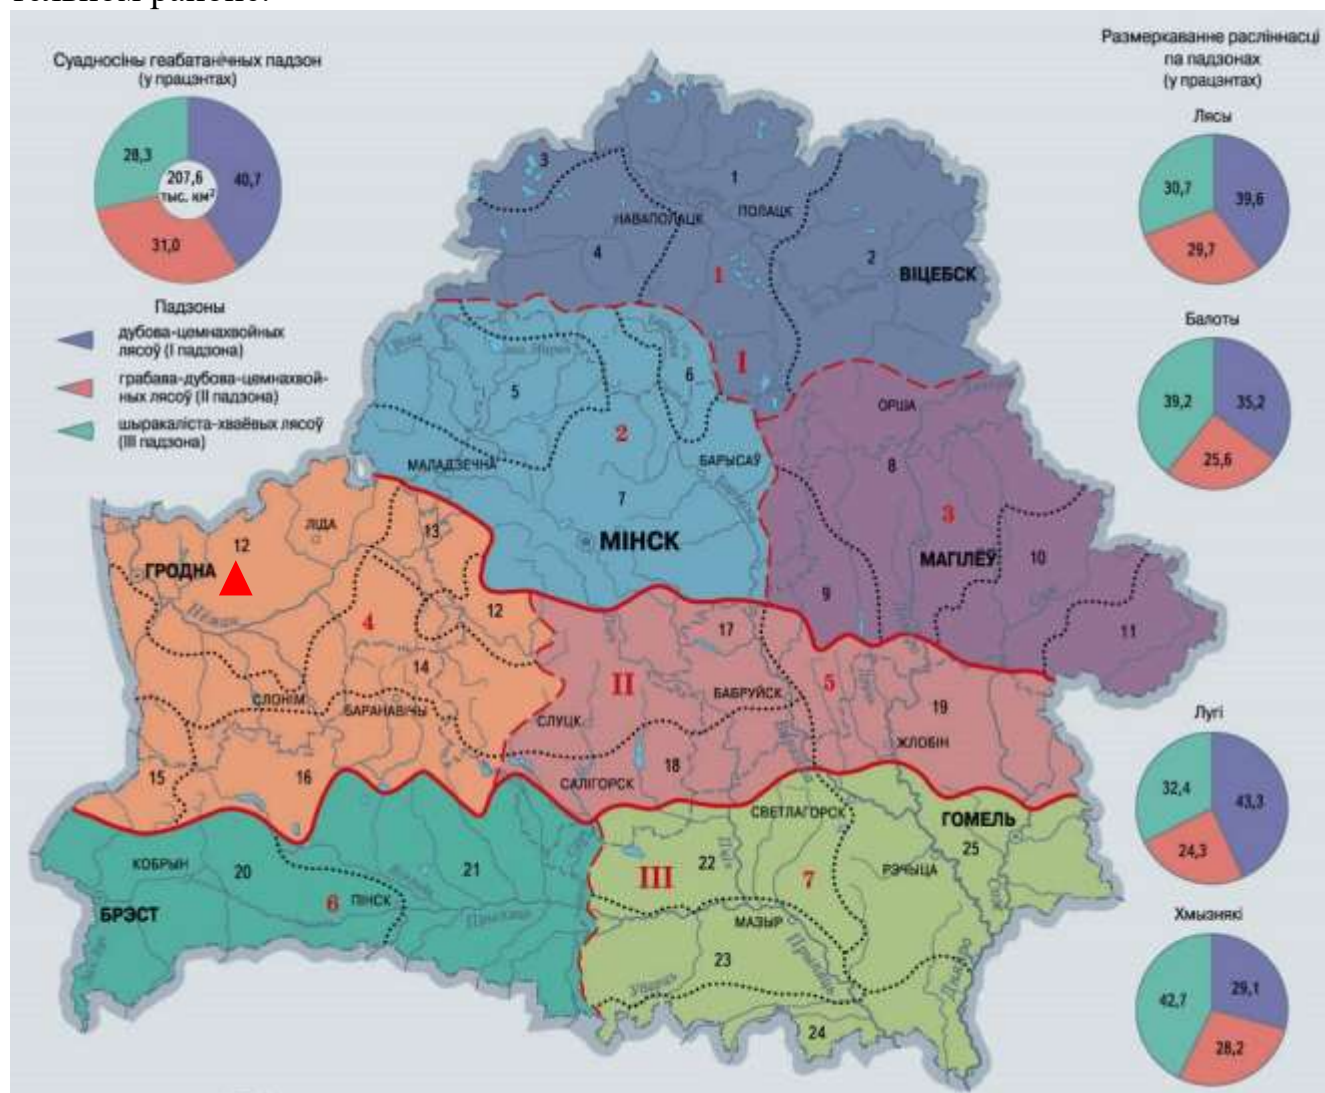 Суадносіны геабатанічных падзон
(у працэнтах)
28,3
40,7
207,6
тыс. км²
31,0
Падзоны
дубова-цемнахвойных
лясоў (I падзона)
грабава-дубова-цемнахвой-
ных лясоў (II падзона)
шыракаліста-хваёвых лясоў
(III падзона)
Размеркаванне расліннасці
па падзонах
(у працэнтах)
Лясы
30,7
39,6
29,7
Балоты
39,2
35,2
25,6
Лугі
32,4
43,3
24,3
Хмызнякі
42,7
29,1
28,2
3
1
НАВАПОЛАЦК
ПОЛАЦК
4
2
1
ВІЦЕБСК
I
5
6
2
ОРША
МАЛАДЗЕЧНА
БАРЫСАЎ
8
7
3
МІНСК
МАГІЛЁЎ
10
9
11
ЛІДА
12
13
ГРОДНА
Нёман
4
12
14
СЛОНІМ
БАРАНАВІЧЫ
15
16
17
II
БАБРУЙСК
5
19
СЛУЦК
ЖЛОБІН
САЛІГОРСК
18
СВЕТЛАГОРСК
ГОМЕЛЬ
25
КОБРЫН
20
21
22
III
7
РЭЧЫЦА
6
ПІНСК
БРЭСТ
МАЗЫР
Прыпяць
23
Дняпро
24